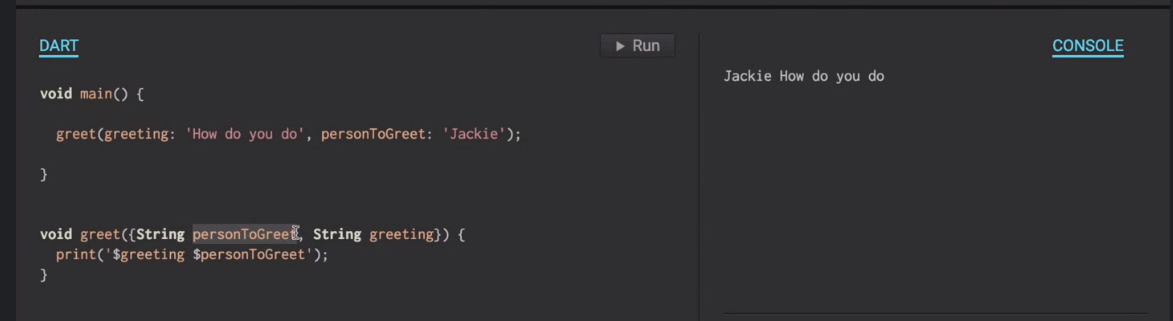 DART
▶ Run
void main() {
greet(greeting: 'How do you do', personToGreet: 'Jackie');
}
void greet({String personToGreet, String greeting}) {
print('$greeting $personToGreet');
}
CONSOLE
Jackie How do you do